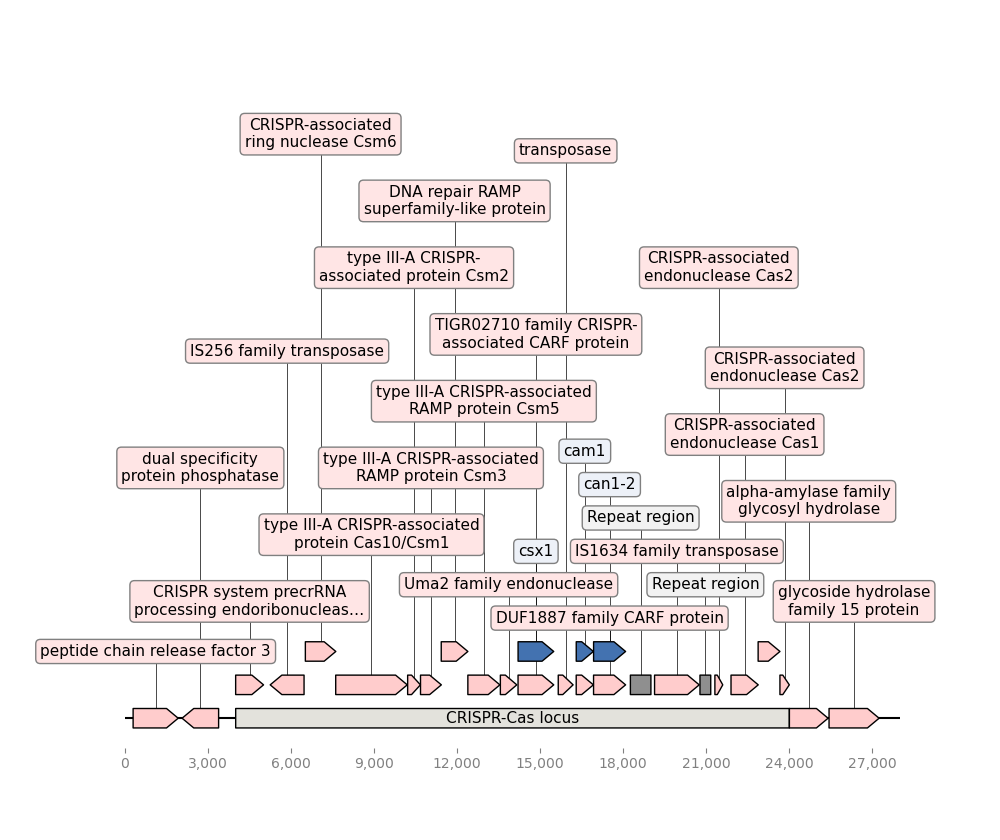 CRISPR-associated
ring nuclease Csm6
transposase
DNA repair RAMP
superfamily-like protein
type III-A CRISPR-
associated protein Csm2
CRISPR-associated
endonuclease Cas2
TIGR02710 family CRISPR-
associated CARF protein
IS256 family transposase
CRISPR-associated
endonuclease Cas2
type III-A CRISPR-associated
RAMP protein Csm5
CRISPR-associated
endonuclease Cas1
cam1
dual specificity
protein phosphatase
type III-A CRISPR-associated
RAMP protein Csm3
can1-2
alpha-amylase family
glycosyl hydrolase
Repeat region
type III-A CRISPR-associated
protein Cas10/Csm1
csx1
IS1634 family transposase
Uma2 family endonuclease
Repeat region
CRISPR system precrRNA
processing endoribonucleas...
glycoside hydrolase
family 15 protein
DUF1887 family CARF protein
peptide chain release factor 3
CRISPR-Cas locus
0
3,000
6,000
9,000
12,000
15,000
18,000
21,000
24,000
27,000